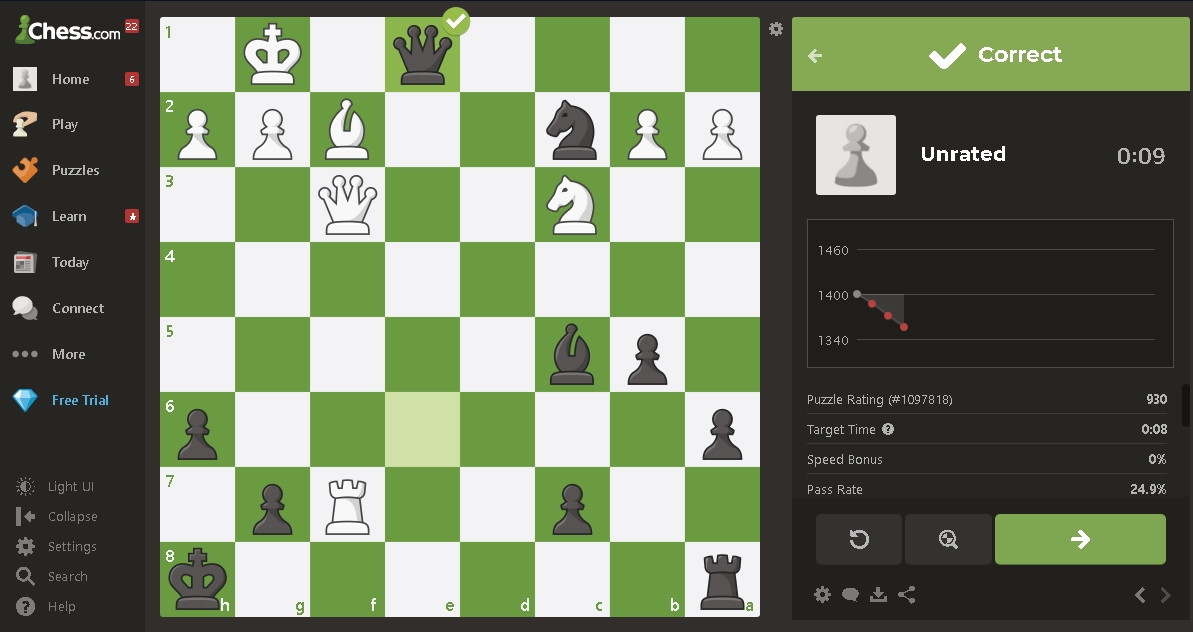 Chess.com 22
Home 6
Play
Puzzles
Learn
Today
Connect
More
Free Trial
Light UI
Collapse
Settings
Search
Help
1
2
3
4
5
6
7
8
h g f e d c b a
Correct
Unrated 0:09
1460
1400
1340
Puzzle Rating (#1097818) 930
Target Time ? 0:08
Speed Bonus 0%
Pass Rate 24.9%